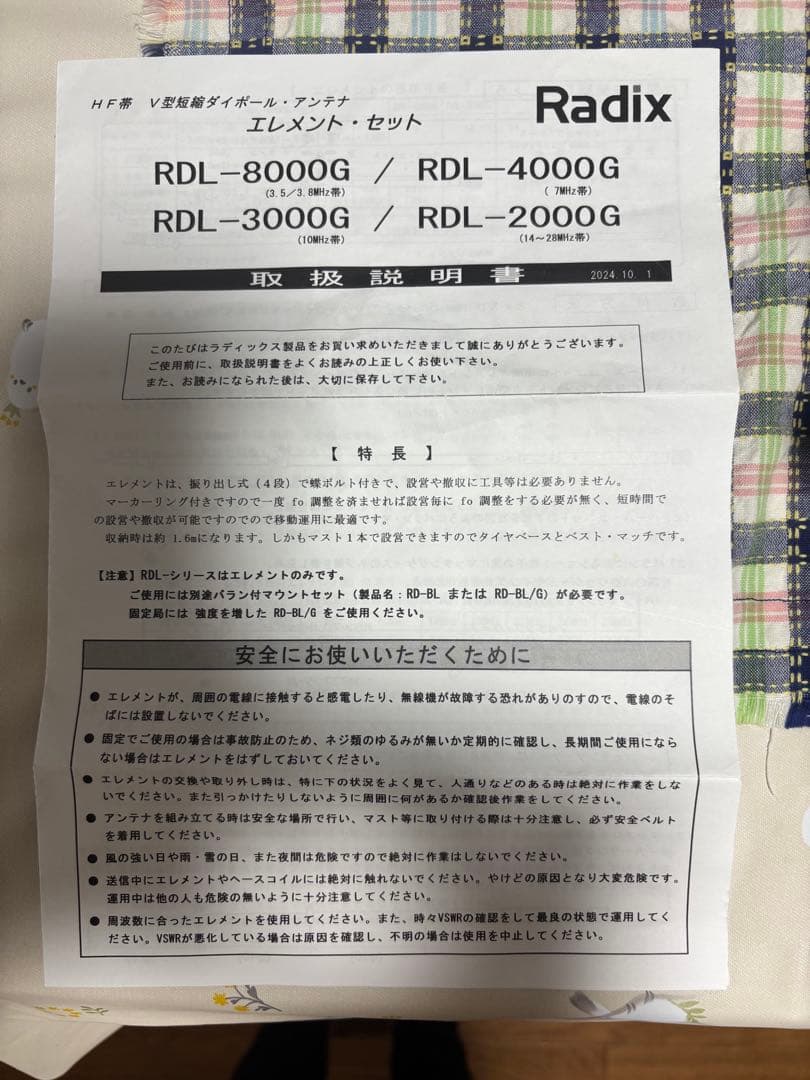 HF帯 V型短縮ダイポール・アンテナ
エレメント・セット
Radix
RDL-8000G / RDL-4000G
(3.5/3.8MHz帯) ( 7MHz帯)
RDL-3000G / RDL-2000G
(10MHz帯) (14~28MHz帯)
取扱説明書 2024.10. 1
このたびはラディックス製品をお買い求めいただきまして誠にありがとうございます。
ご使用前に、取扱説明書をよくお読みの上正しくお使い下さい。
また、お読みになられた後は、大切に保存して下さい。
【 特 長 】
エレメントは、振り出し式(4段)で蝶ボルト付きで、設営や撤収に工具等は必要ありません。
マーカーリング付きですので一度 fo 調整を済ませれば設営毎に fo 調整をする必要が無く、短時間で
の設営や撤収が可能ですのでので移動運用に最適です。
収納時は約 1.6mになります。しかもマスト1本で設営できますのでタイヤベースとベスト・マッチです。
【注意】RDL-シリースはエレメントのみです。
ご使用には別途バラン付マウントセット(製品名:RD-BL または RD-BL/G)が必要です。
固定局には 強度を増した RD-BL/G をご使用ください。
安全にお使いいただくために
● エレメントが、周囲の電線に接触すると感電したり、無線機が故障する恐れがありのすので、電線のそ
ばには設置しないでください。
● 固定でご使用の場合は事故防止のため、ネジ類のゆるみが無いか定期的に確認し、長期間ご使用になら
ない場合はエレメントをはずしておいてください。
● エレメントの交換や取り外し時は、特に下の状況をよく見て、人通りなどのある時は絶対に作業をしな
いでください。また引っかけたりしないように周囲に何があるか確認後作業をしてください。
● アンテナを組み立てる時は安全な場所で行い、マスト等に取り付ける際は十分注意し、必ず安全ベルト
を着用してください。
● 風の強い日や雨・雪の日、また夜間は危険ですので絶対に作業はしないでください。
● 送信中にエレメントやヘースコイルには絶対に触れないでください。やけどの原因となり大変危険です。
運用中は他の人も危険の無いように十分注意してください。
● 周波数に合ったエレメントを使用してください。また、時々VSWRの確認をして最良の状態で運用してく
ださい。VSWRが悪化している場合は原因を確認し、不明の場合は使用を中止してください。